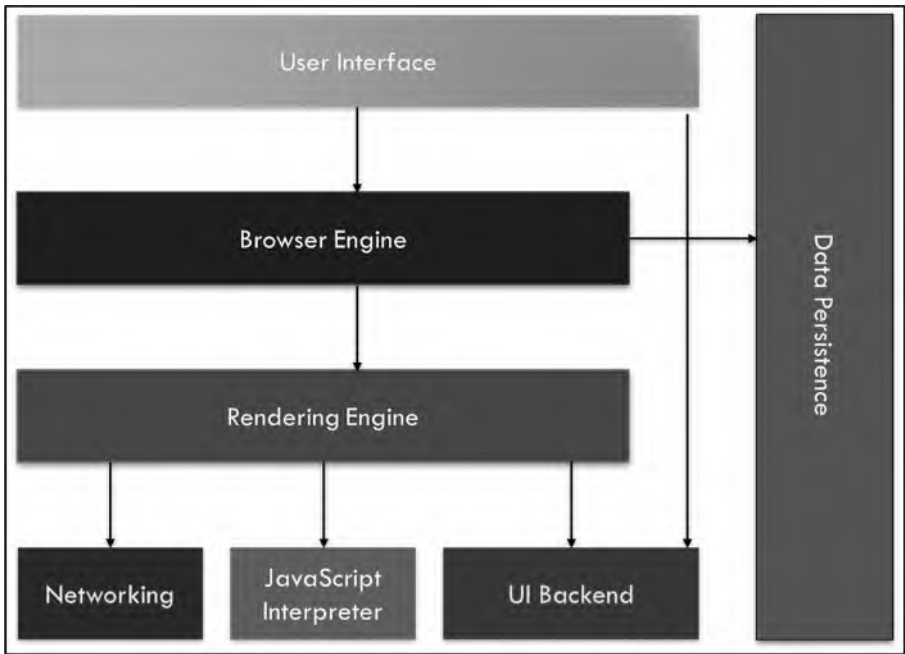 User Interface
Browser Engine
Data Persistence
Rendering Engine
Networking
JavaScript
Interpreter
UI Backend